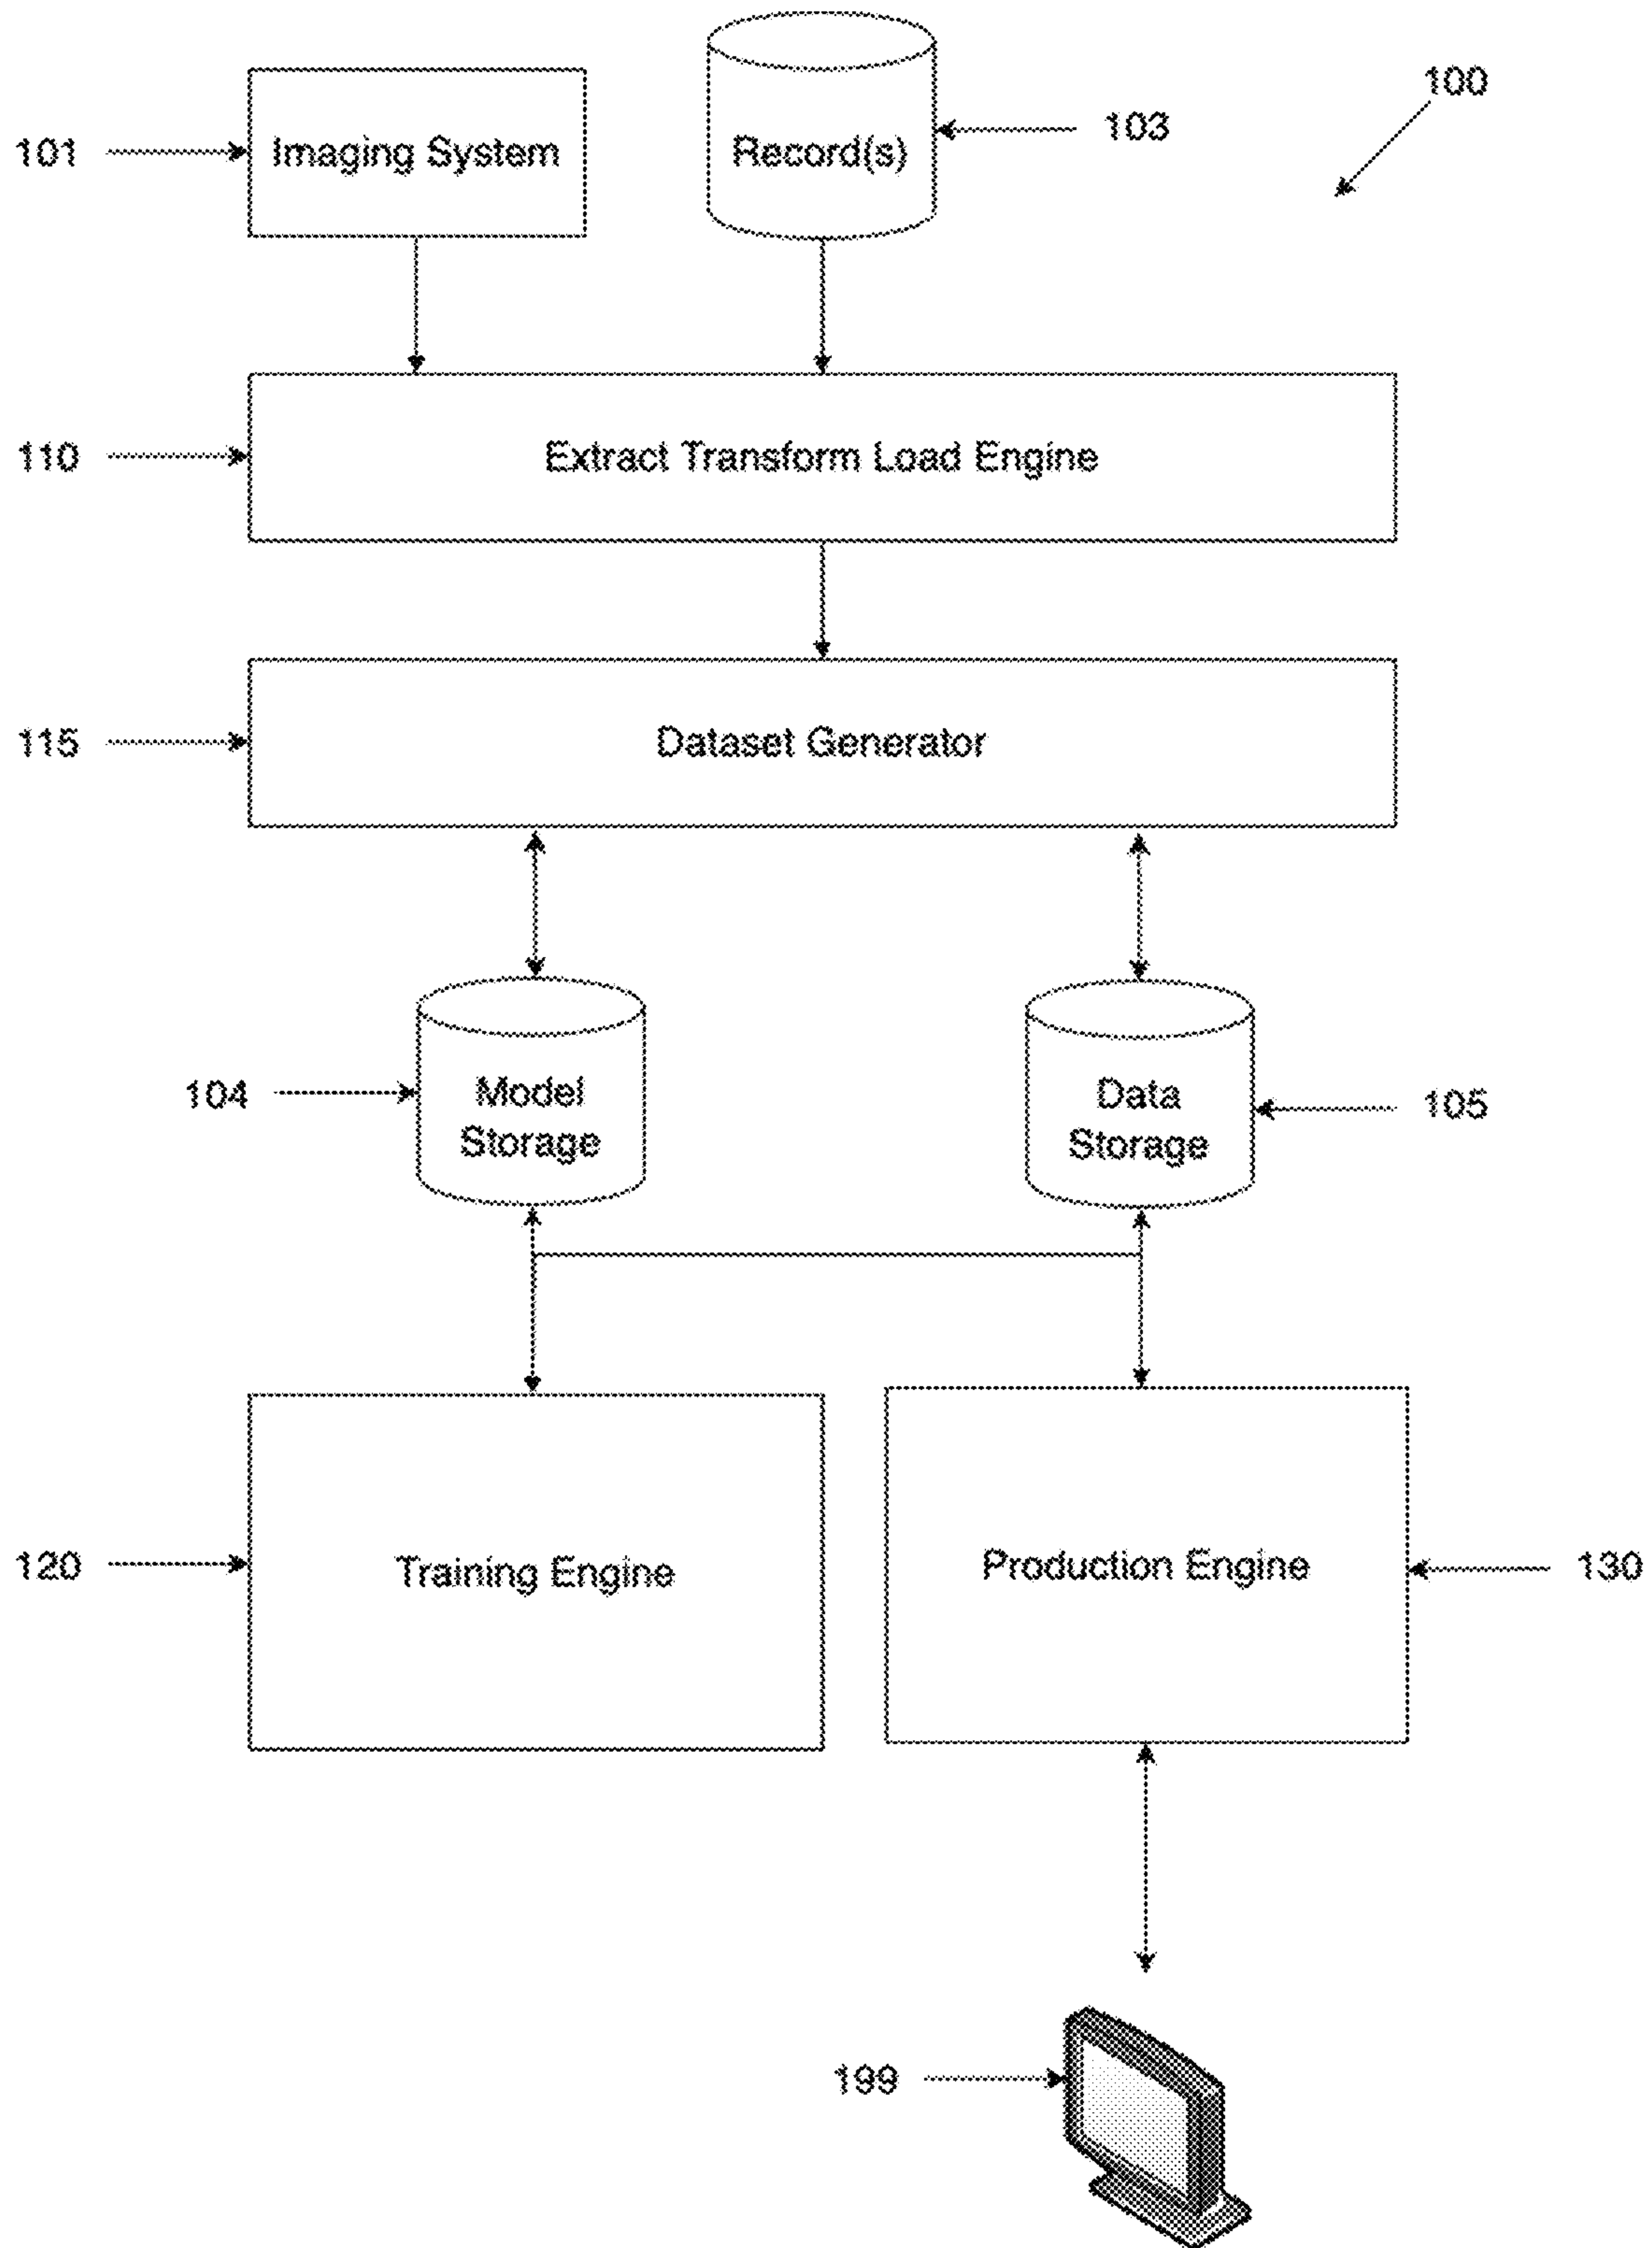 100
101
Imaging System
Record(s)
103
110
Extract Transform Load Engine
115
Dataset Generator
104
Model
Storage
Data
Storage
105
120
Training Engine
Production Engine
130
199